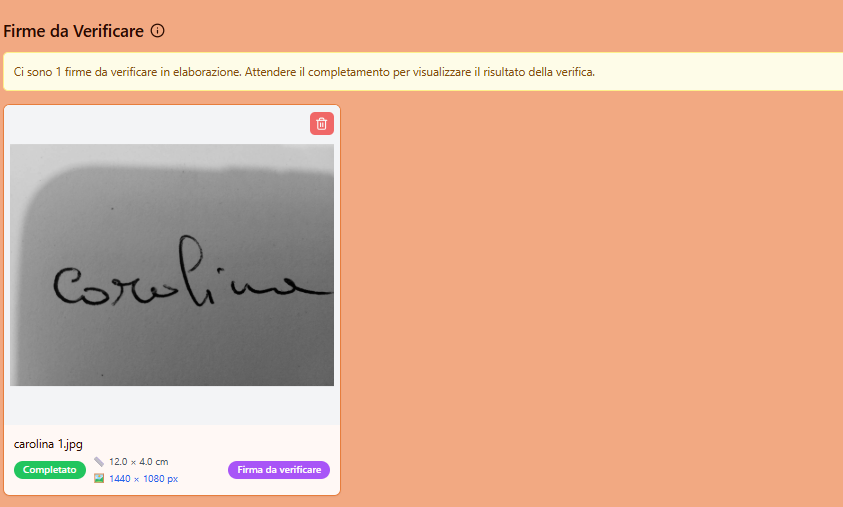 Firme da Verificare
Ci sono 1 firme da verificare in elaborazione. Attendere il completamento per visualizzare il risultato della verifica.
Carolina
carolina 1.jpg
Completato
12.0 × 4.0 cm
1440 × 1080 px
Firma da verificare